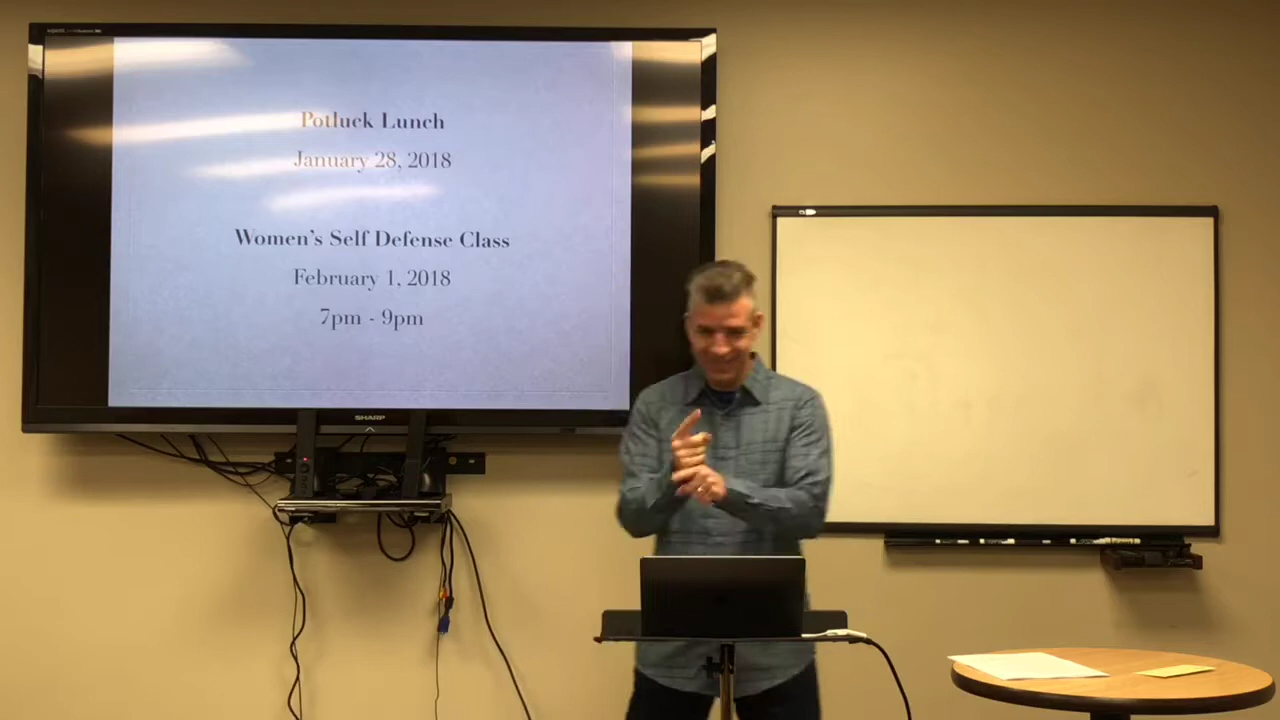 Potluck Lunch
January 28, 2018
Women's Self Defense Class
February 1, 2018
7pm - 9pm
SHARP